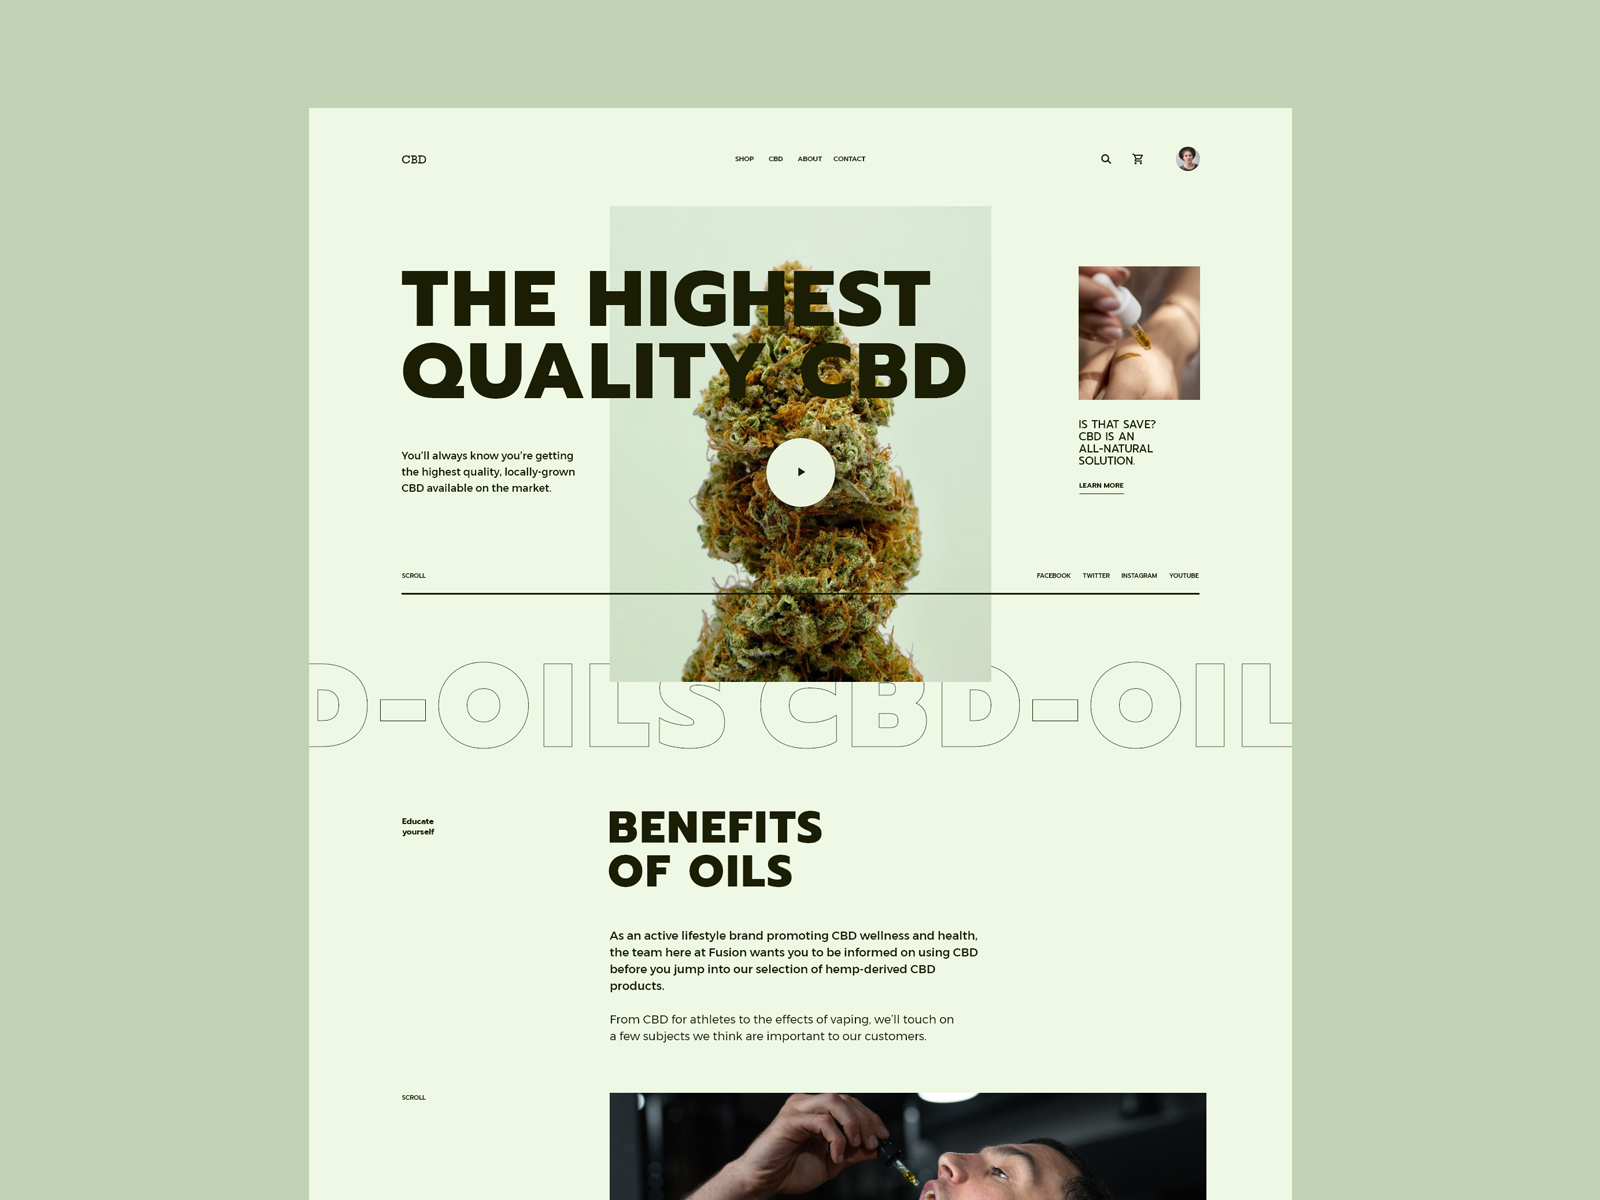 CBD
SHOP CBD ABOUT CONTACT
THE HIGHEST
QUALITY CBD
You'll always know you're getting
the highest quality, locally-grown
CBD available on the market.
IS THAT SAVE?
CBD IS AN
ALL-NATURAL
SOLUTION.
LEARN MORE
SCROLL
FACEBOOK TWITTER INSTAGRAM YOUTUBE
D-OILS CBD-OIL
Educate
yourself
BENEFITS
OF OILS
As an active lifestyle brand promoting CBD wellness and health,
the team here at Fusion wants you to be informed on using CBD
before you jump into our selection of hemp-derived CBD
products.
From CBD for athletes to the effects of vaping, we'll touch on
a few subjects we think are important to our customers.
SCROLL